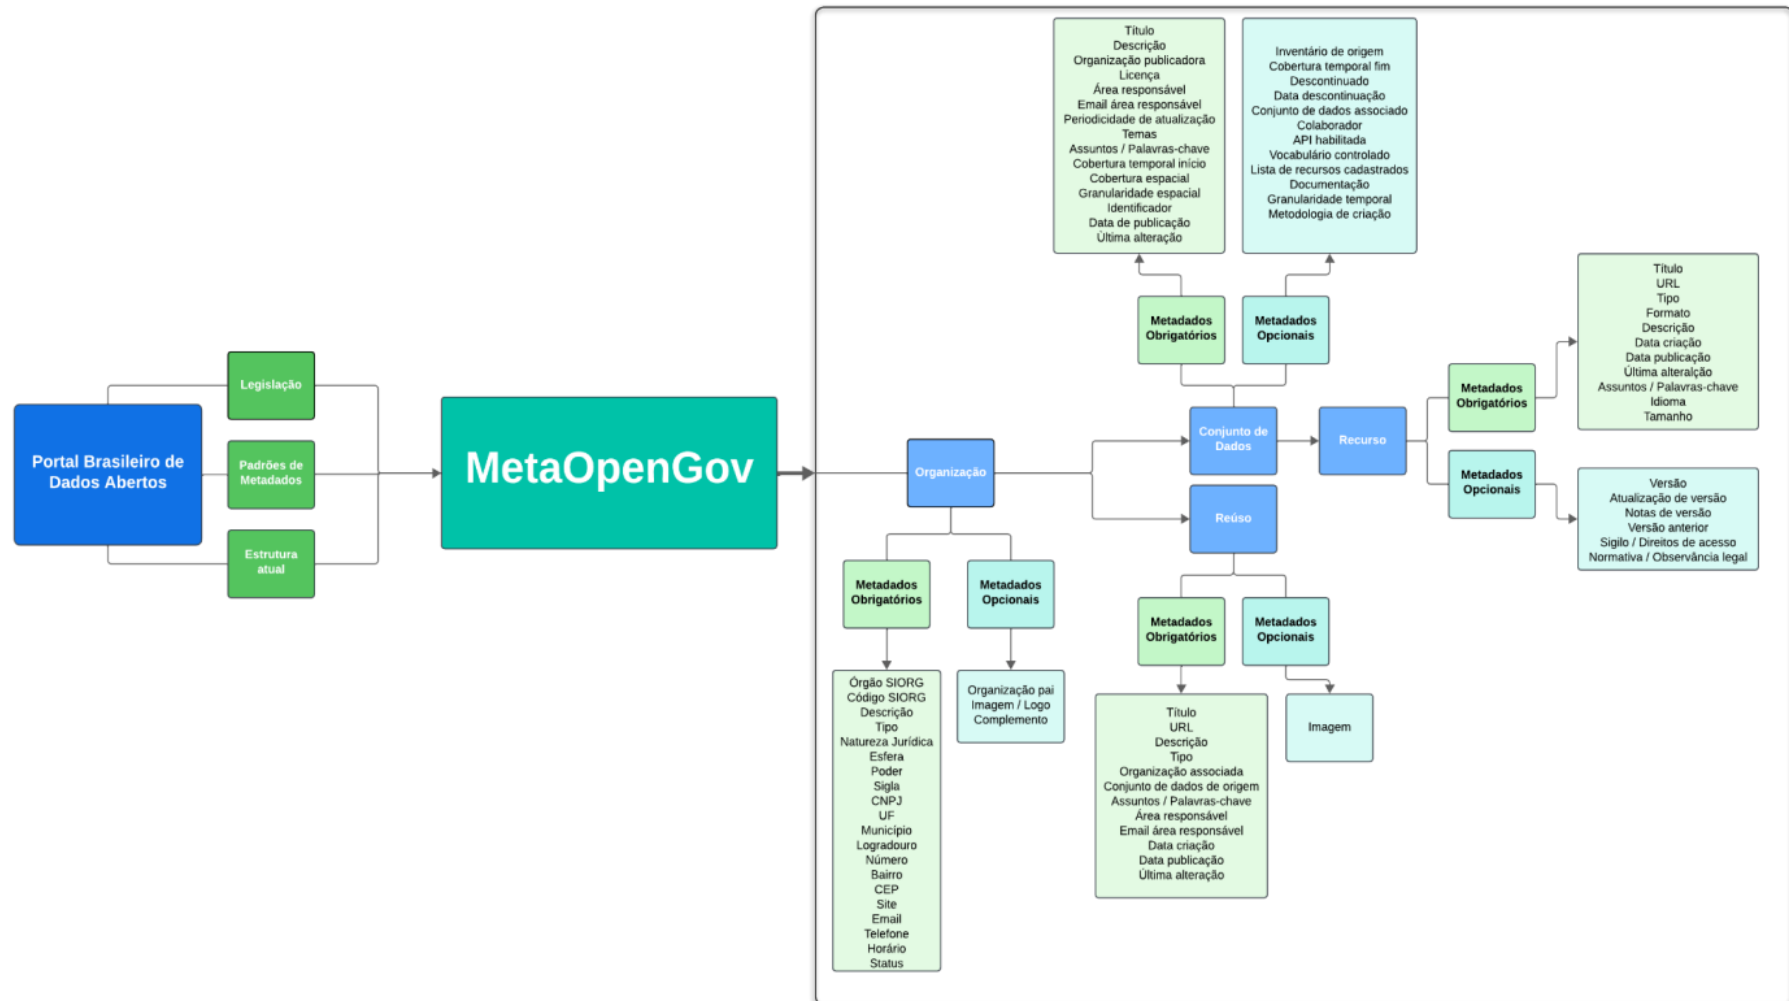 Portal Brasileiro de
Dados Abertos
Legislação
Padrões de
Metadados
Estrutura
atual
MetaOpenGov
Organização
Metadados
Obrigatórios
Órgão SIORG
Código SIORG
Descrição
Tipo
Natureza Jurídica
Esfera
Poder
Sigla
CNPJ
UF
Município
Logradouro
Número
Bairro
CEP
Site
Email
Telefone
Horário
Status
Metadados
Opcionais
Organização pai
Imagem / Logo
Complemento
Conjunto de
Dados
Metadados
Obrigatórios
Título
Descrição
Organização publicadora
Licença
Área responsável
Email área responsável
Periodicidade de atualização
Temas
Assuntos / Palavras-chave
Cobertura temporal início
Cobertura espacial
Granularidade espacial
Identificador
Data de publicação
Última alteração
Metadados
Opcionais
Inventário de origem
Cobertura temporal fim
Descontinuado
Data descontinuação
Conjunto de dados associado
Colaborador
API habilitada
Vocabulário controlado
Lista de recursos cadastrados
Documentação
Granularidade temporal
Metodologia de criação
Recurso
Metadados
Obrigatórios
Título
URL
Tipo
Formato
Descrição
Data criação
Data publicação
Última alteralção
Assuntos / Palavras-chave
Idioma
Tamanho
Metadados
Opcionais
Versão
Atualização de versão
Notas de versão
Versão anterior
Sigilo / Direitos de acesso
Normativa / Observância legal
Reúso
Metadados
Obrigatórios
Título
URL
Descrição
Tipo
Organização associada
Conjunto de dados de origem
Assuntos / Palavras-chave
Área responsável
Email área responsável
Data criação
Data publicação
Última alteração
Metadados
Opcionais
Imagem